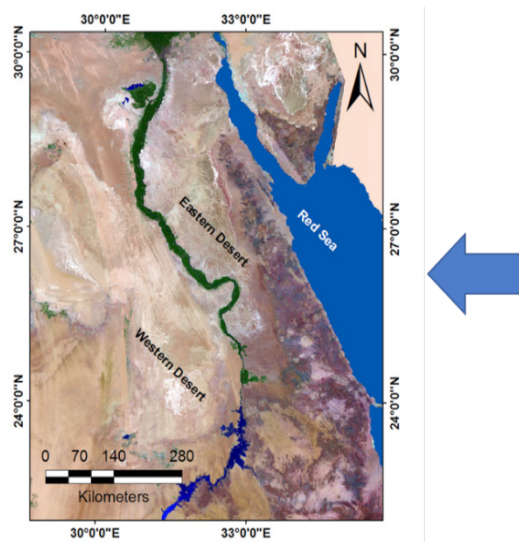 30°0'0"E 33°0'0"E
30°0'0"N 30°0'0"N
N
Eastern Desert
Red Sea
27°0'0"N 27°0'0"N
Western Desert
24°0'0"N 24°0'0"N
0 70 140 280
Kilometers
30°0'0"E 33°0'0"E